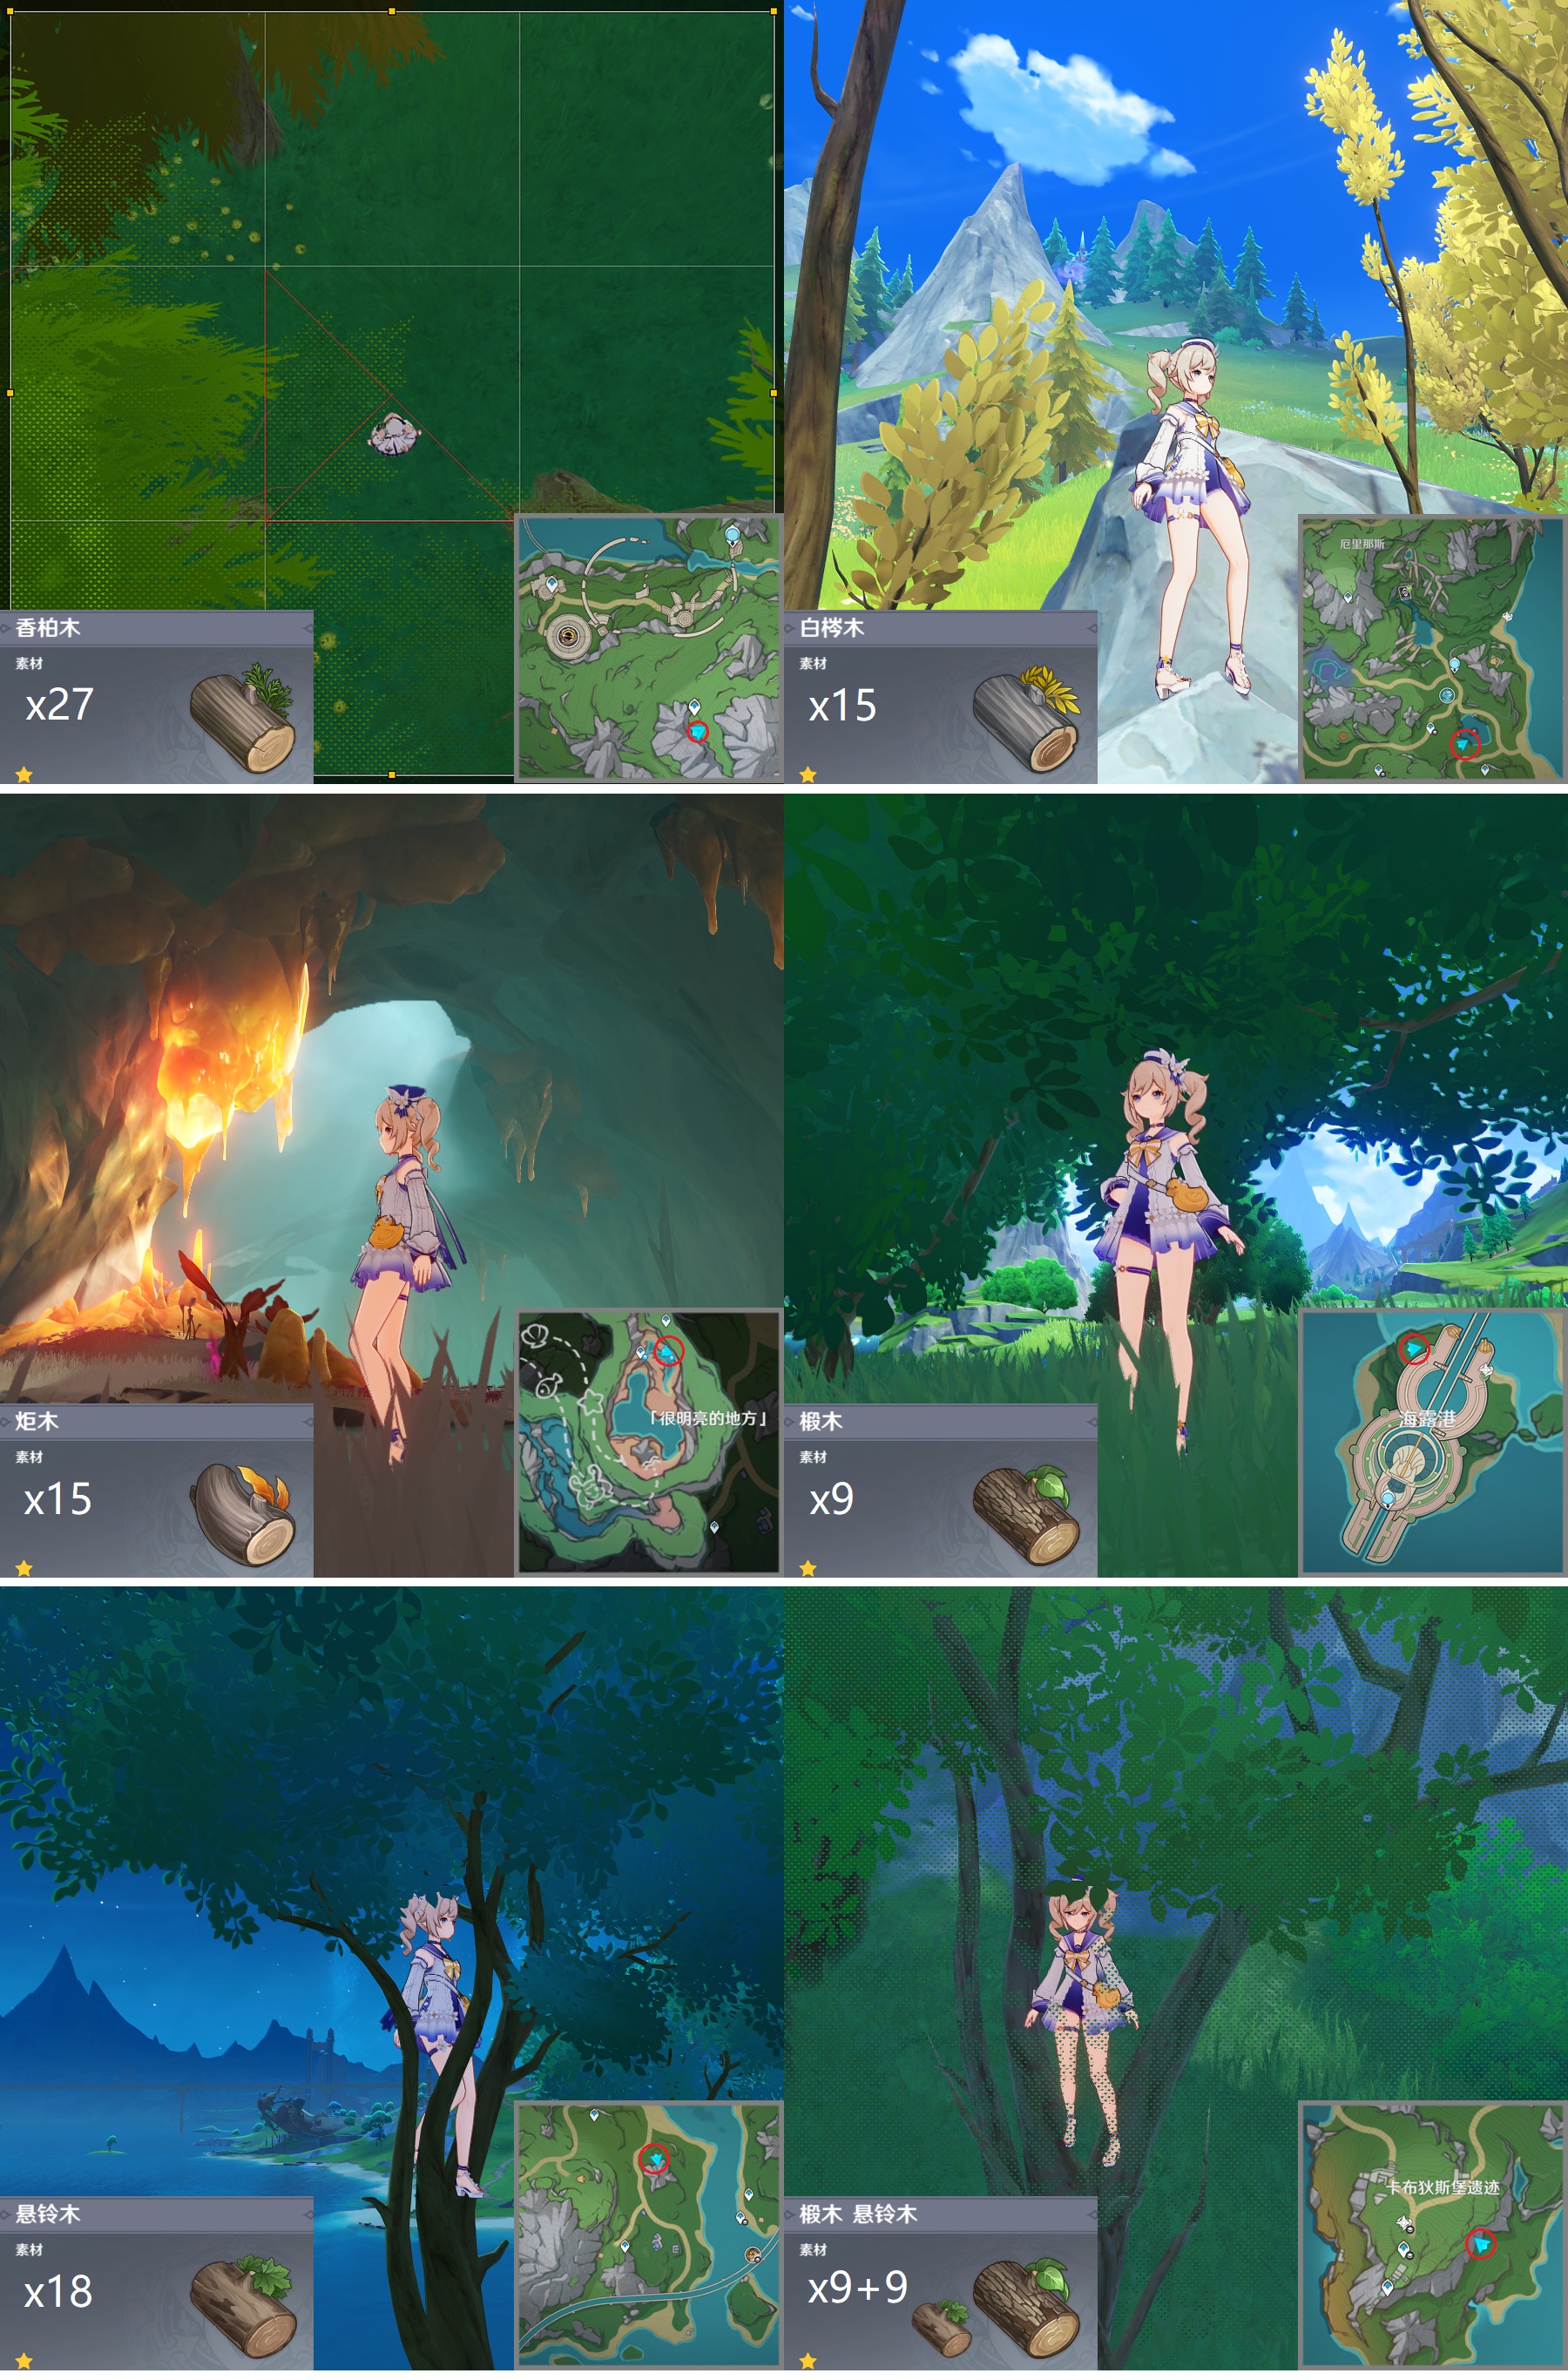 香柏木
素材
x27
厄里那斯
白梣木
素材
x15
「很明亮的地方」
炬木
素材
x15
海露港
椴木
素材
x9
悬铃木
素材
x18
卡布狄斯堡遗迹
椴木 悬铃木
素材
x9+9